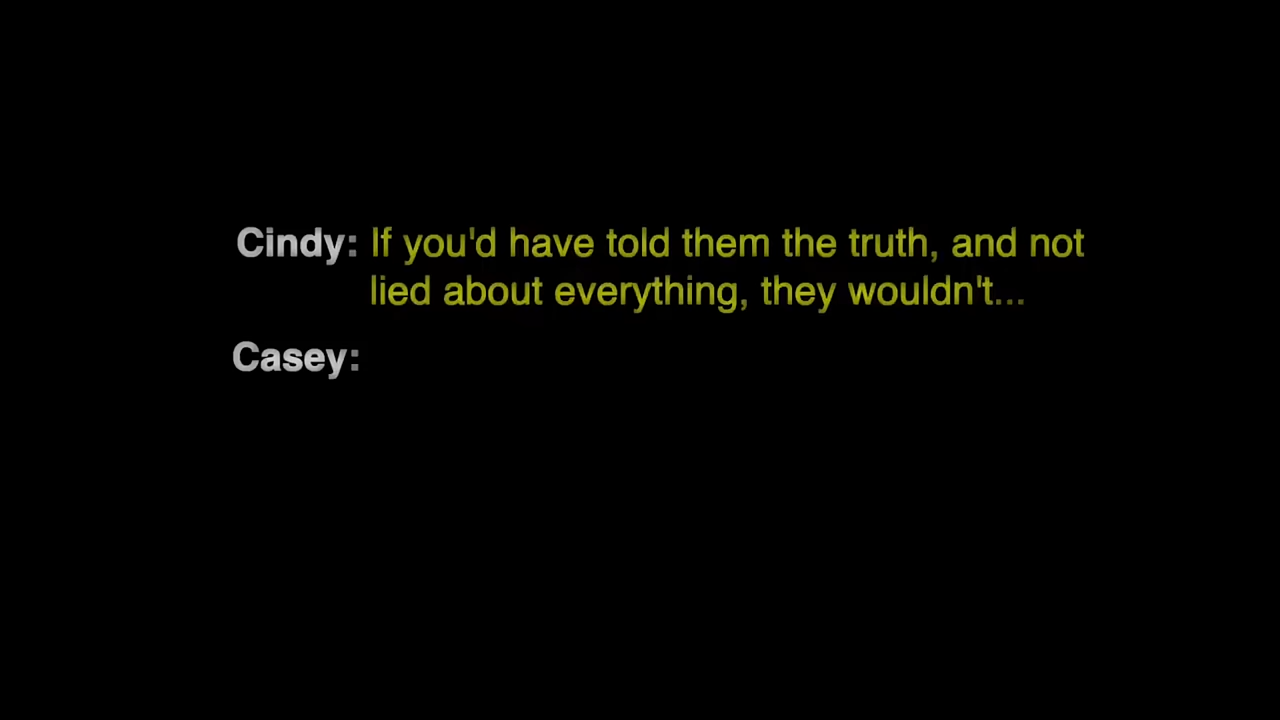 Cindy: If you'd have told them the truth, and not
lied about everything, they wouldn't...
Casey: